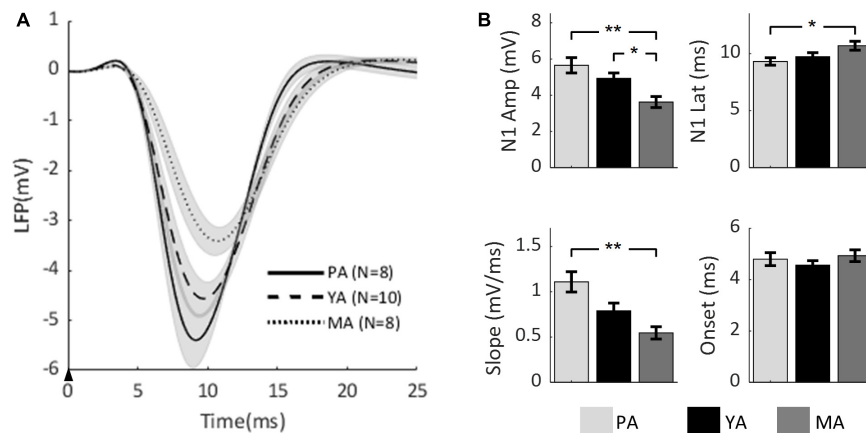 A
LFP(mV)
1
0
-1
-2
-3
-4
-5
-6
0
5
10
15
20
25
Time(ms)
PA (N=8)
YA (N=10)
MA (N=8)
B
N1 Amp (mV)
8
6
4
2
0
**
*
N1 Lat (ms)
10
5
0
*
Slope (mV/ms)
1.5
1
0.5
0
**
Onset (ms)
6
4
2
0
PA
YA
MA